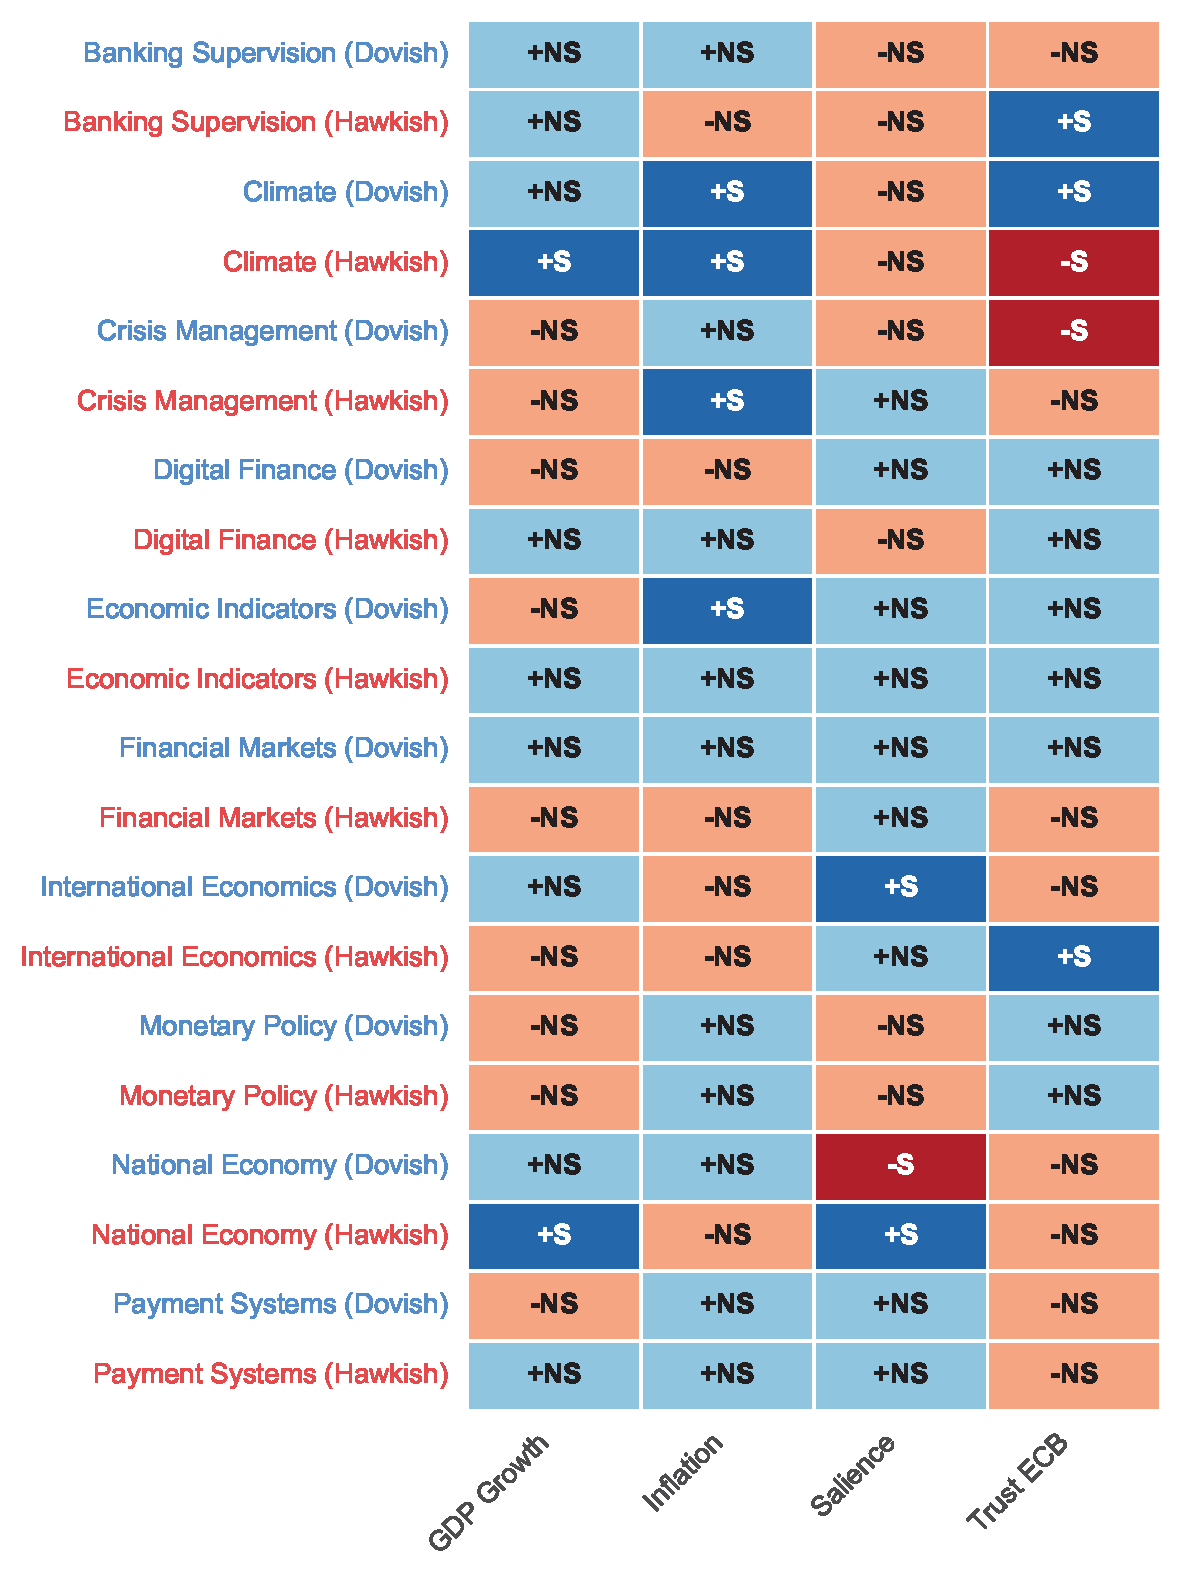 Banking Supervision (Dovish) +NS +NS -NS -NS
Banking Supervision (Hawkish) +NS -NS -NS +S
Climate (Dovish) +NS +S -NS +S
Climate (Hawkish) +S +S -NS -S
Crisis Management (Dovish) -NS +NS -NS -S
Crisis Management (Hawkish) -NS +S +NS -NS
Digital Finance (Dovish) -NS -NS +NS +NS
Digital Finance (Hawkish) +NS +NS -NS +NS
Economic Indicators (Dovish) -NS +S +NS +NS
Economic Indicators (Hawkish) +NS +NS +NS +NS
Financial Markets (Dovish) +NS +NS +NS +NS
Financial Markets (Hawkish) -NS -NS +NS -NS
International Economics (Dovish) +NS -NS +S -NS
International Economics (Hawkish) -NS -NS +NS +S
Monetary Policy (Dovish) -NS +NS -NS +NS
Monetary Policy (Hawkish) -NS +NS -NS +NS
National Economy (Dovish) +NS +NS -S -NS
National Economy (Hawkish) +S -NS +S -NS
Payment Systems (Dovish) -NS +NS +NS -NS
Payment Systems (Hawkish) +NS +NS +NS -NS
GDP Growth Inflation Salience Trust ECB